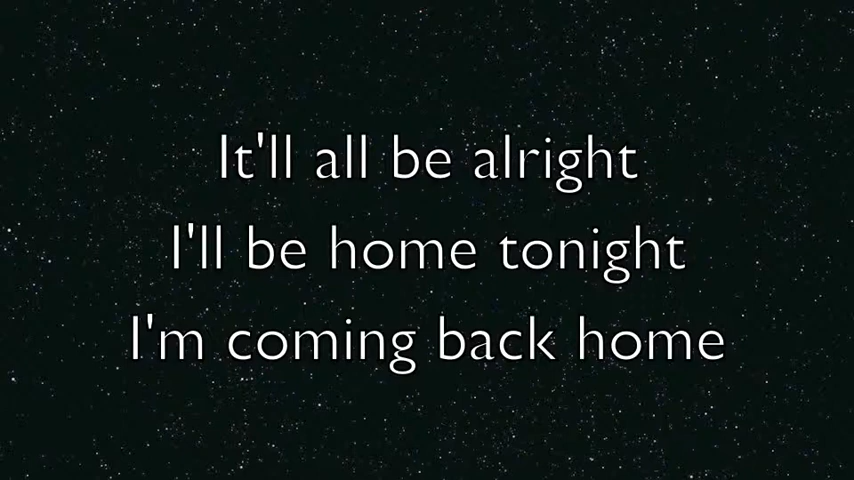 It'll all be alright
I'll be home tonight
I'm coming back home